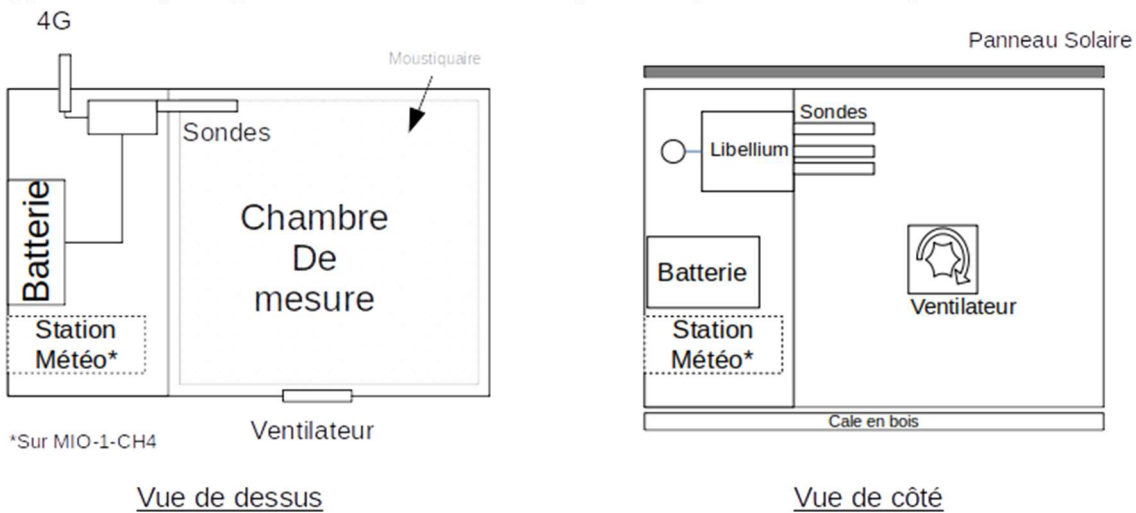 4G
Moustiquaire
Sondes
Batterie
Chambre
De
mesure
Station
Météo*
Ventilateur
*Sur MIO-1-CH4
Vue de dessus
Panneau Solaire
Sondes
Libellium
Batterie
Ventilateur
Station
Météo*
Cale en bois
Vue de côté